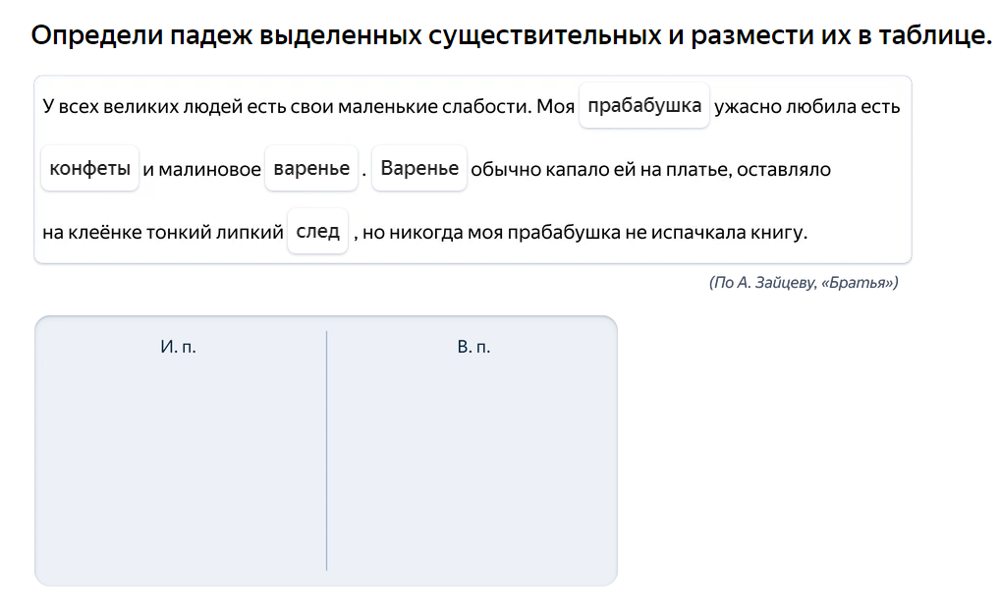 Определи падеж выделенных существительных и размести их в таблице.
У всех великих людей есть свои маленькие слабости. Моя прабабушка ужасно любила есть
конфеты и малиновое варенье . Варенье обычно капало ей на платье, оставляло
на клеёнке тонкий липкий след , но никогда моя прабабушка не испачкала книгу.
(По А. Зайцеву, «Братья»)
И. п. В. п.